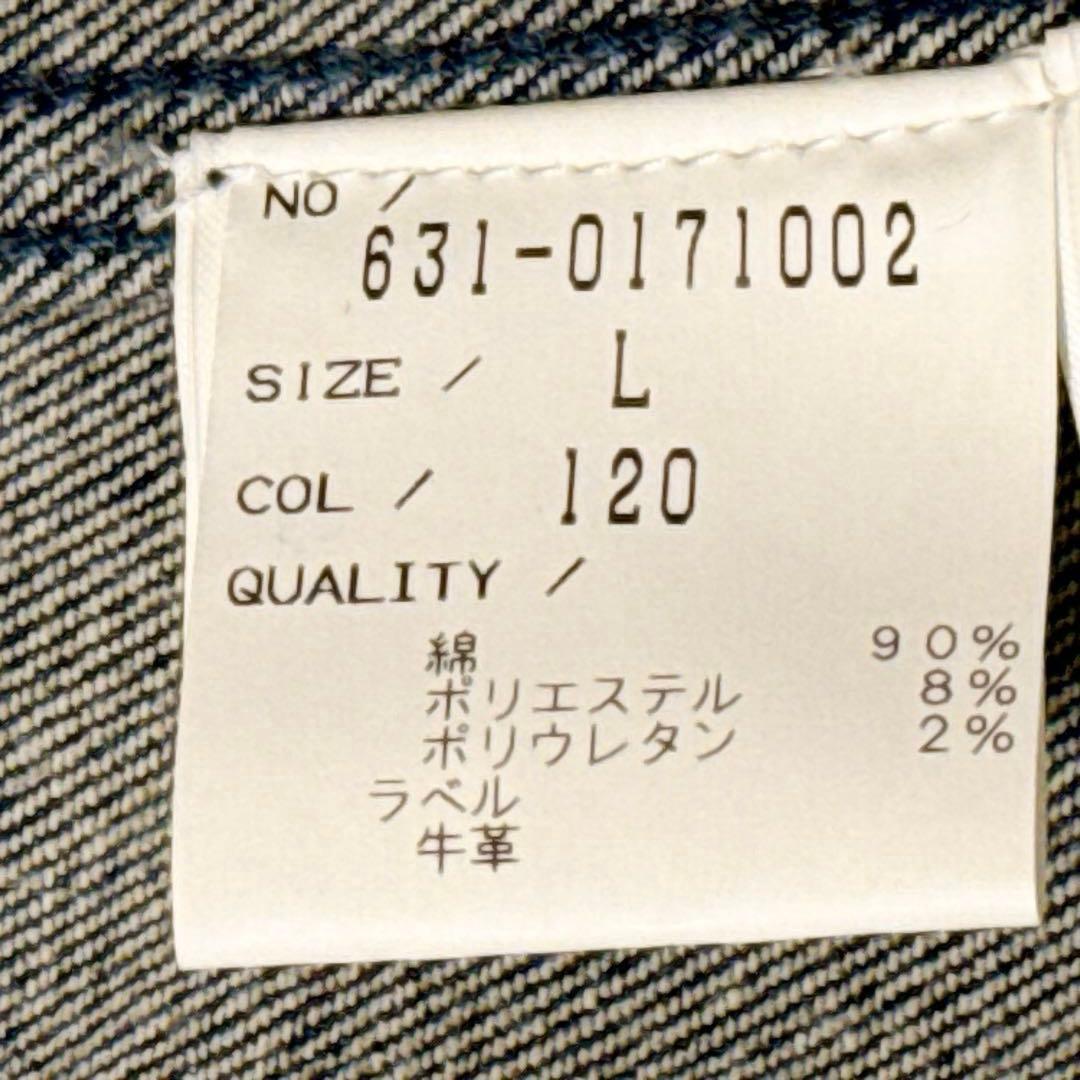 NO /
631-0171002
SIZE / L
COL / 120
QUALITY /
綿 90%
ポリエステル 8%
ポリウレタン 2%
ラベル
牛革